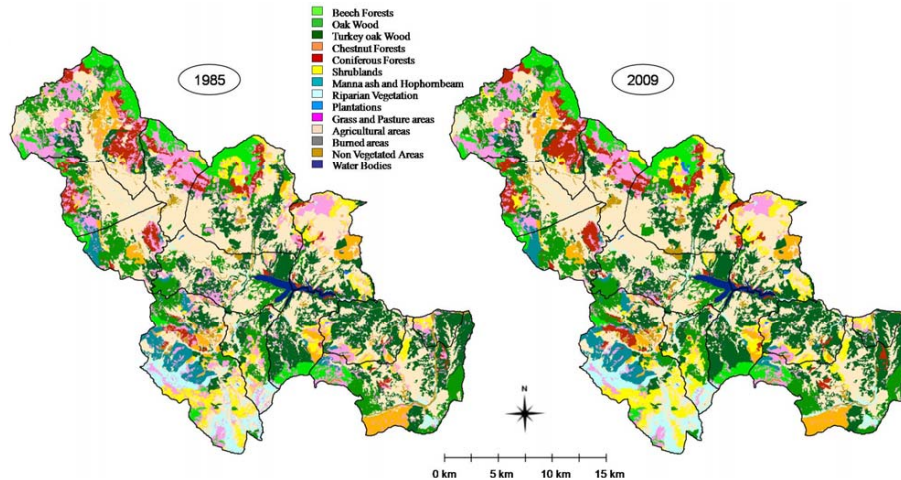 1985
Beech Forests
Oak Wood
Turkey oak Wood
Chestnut Forests
Coniferous Forests
Shrublands
Manna ash and Hophornbeam
Riparian Vegetation
Plantations
Grass and Pasture areas
Agricultural areas
Burned areas
Non Vegetated Areas
Water Bodies
2009
N
0 km 5 km 10 km 15 km